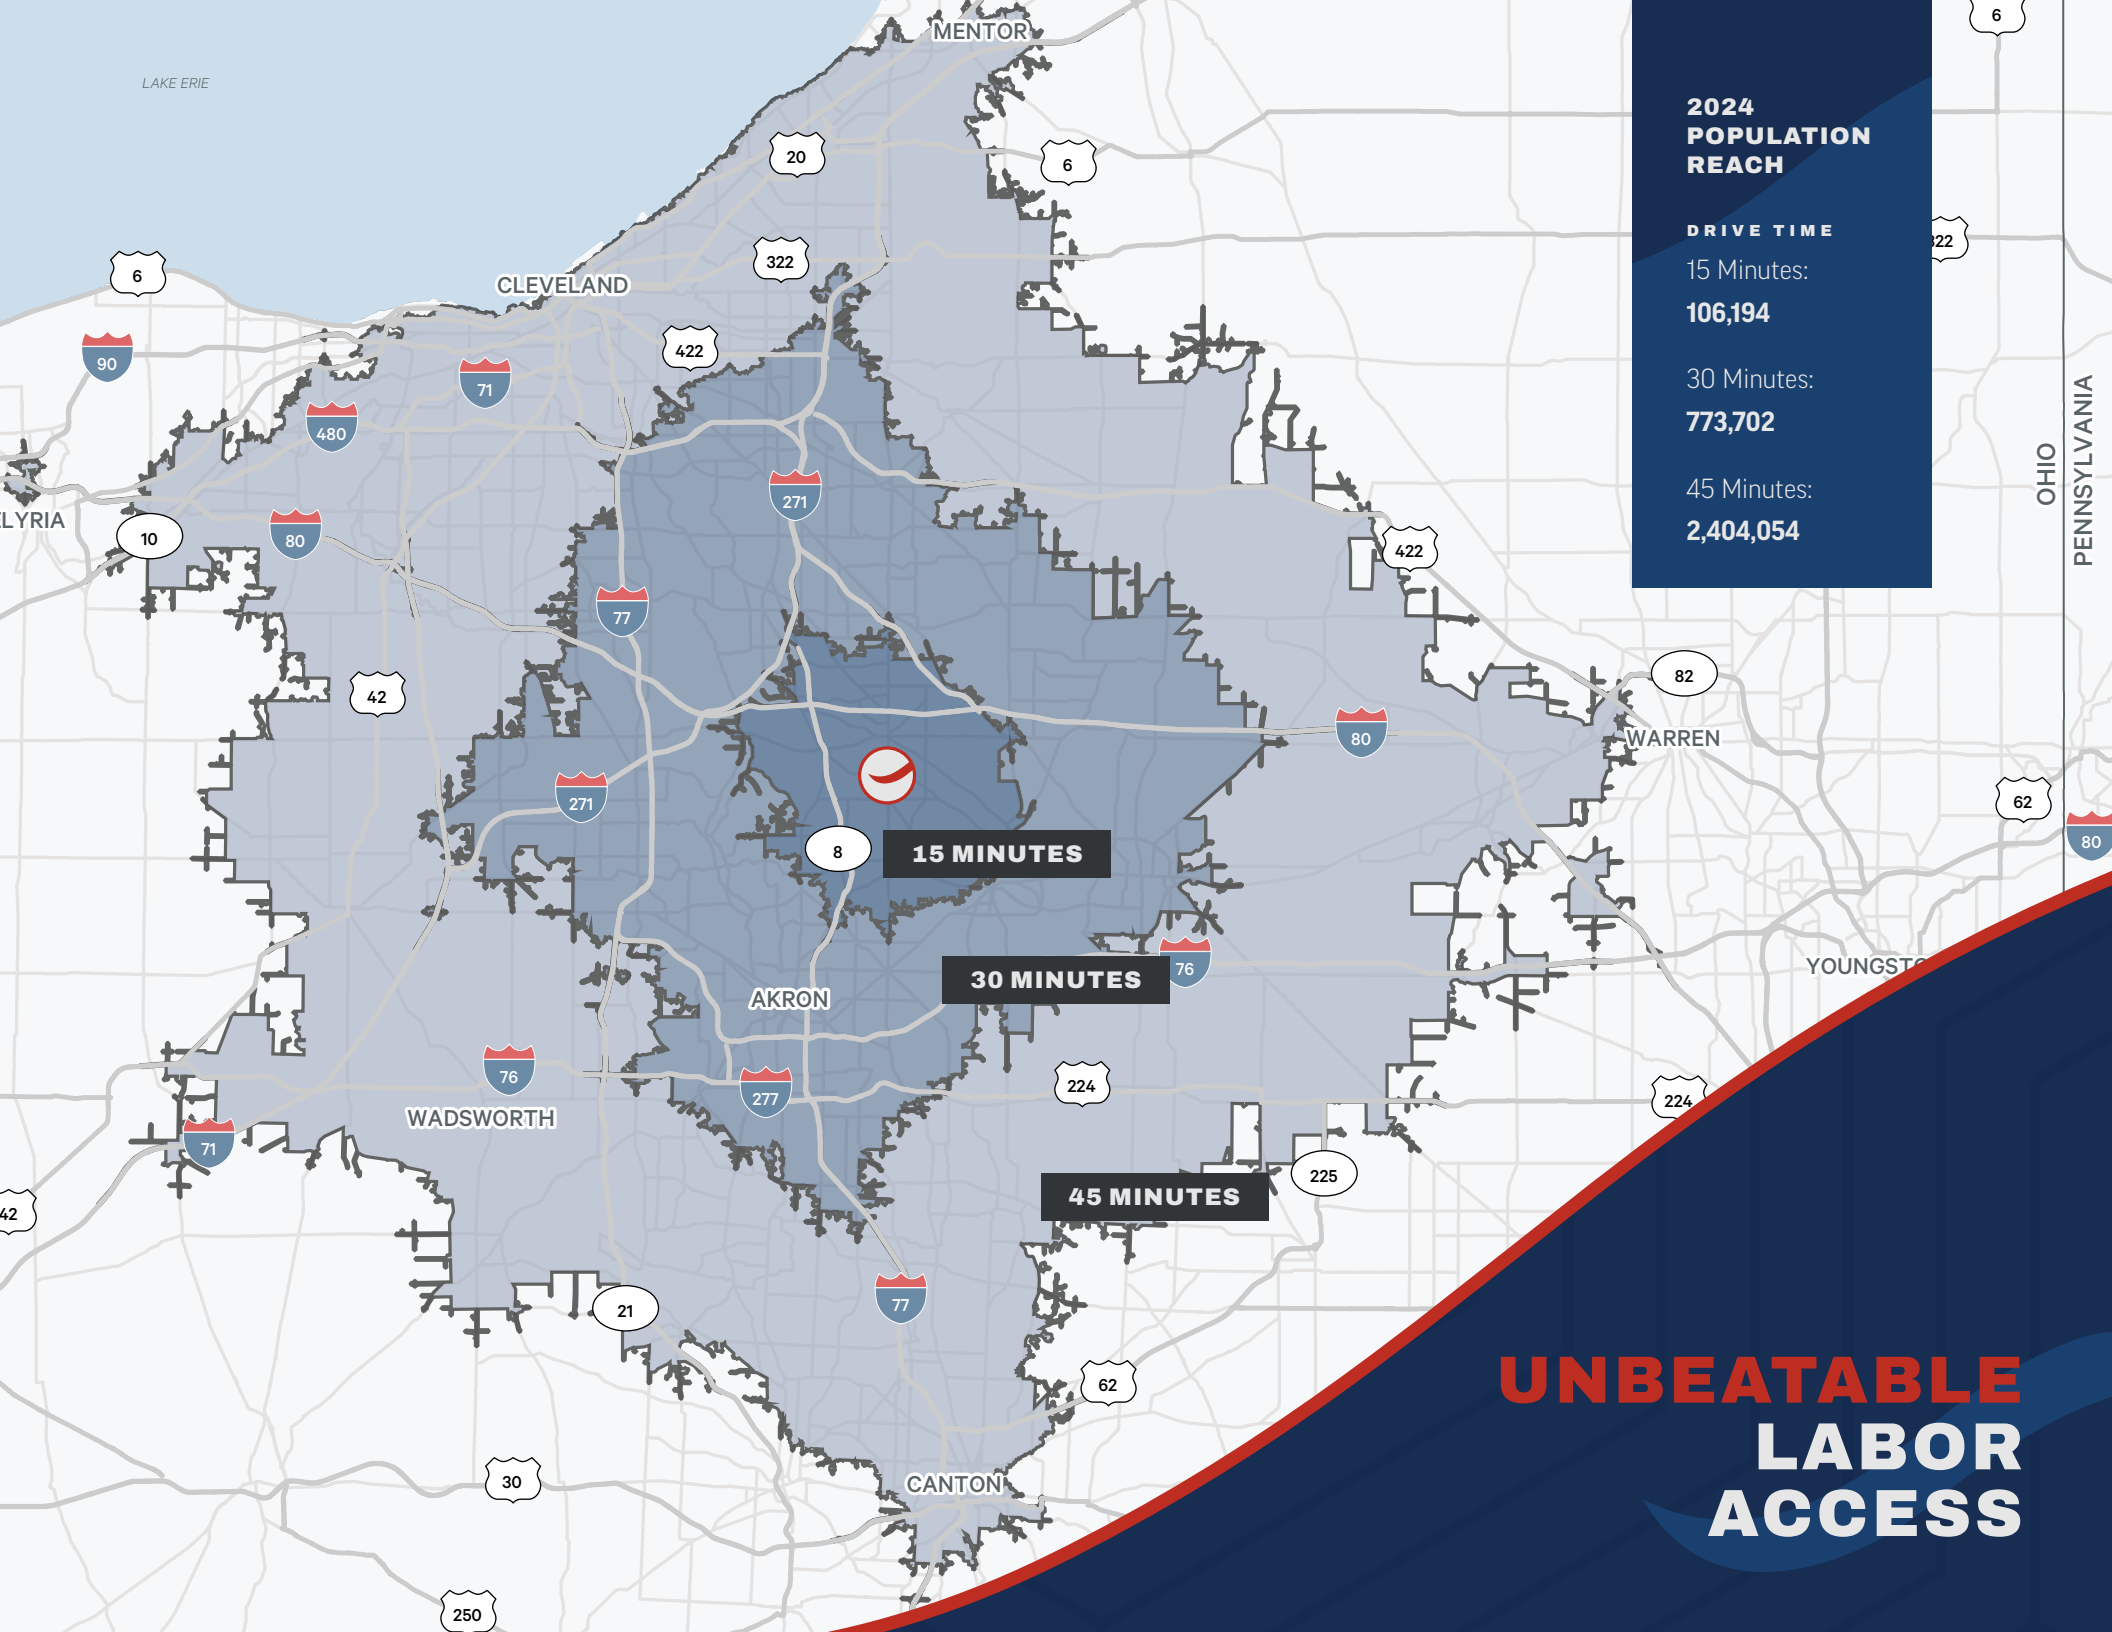 MENTOR
6
LAKE ERIE
2024
POPULATION
REACH
20
6
DRIVE TIME
322
322
6
15 Minutes:
106,194
CLEVELAND
422
90
71
30 Minutes:
773,702
480
OHIO
PENNSYLVANIA
271
45 Minutes:
2,404,054
10
80
422
77
42
82
80
WARREN
271
62
80
8
15 MINUTES
76
30 MINUTES
AKRON
76
277
224
224
WADSWORTH
71
225
45 MINUTES
42
77
21
62
UNBEATABLE
LABOR
ACCESS
30
CANTON
250